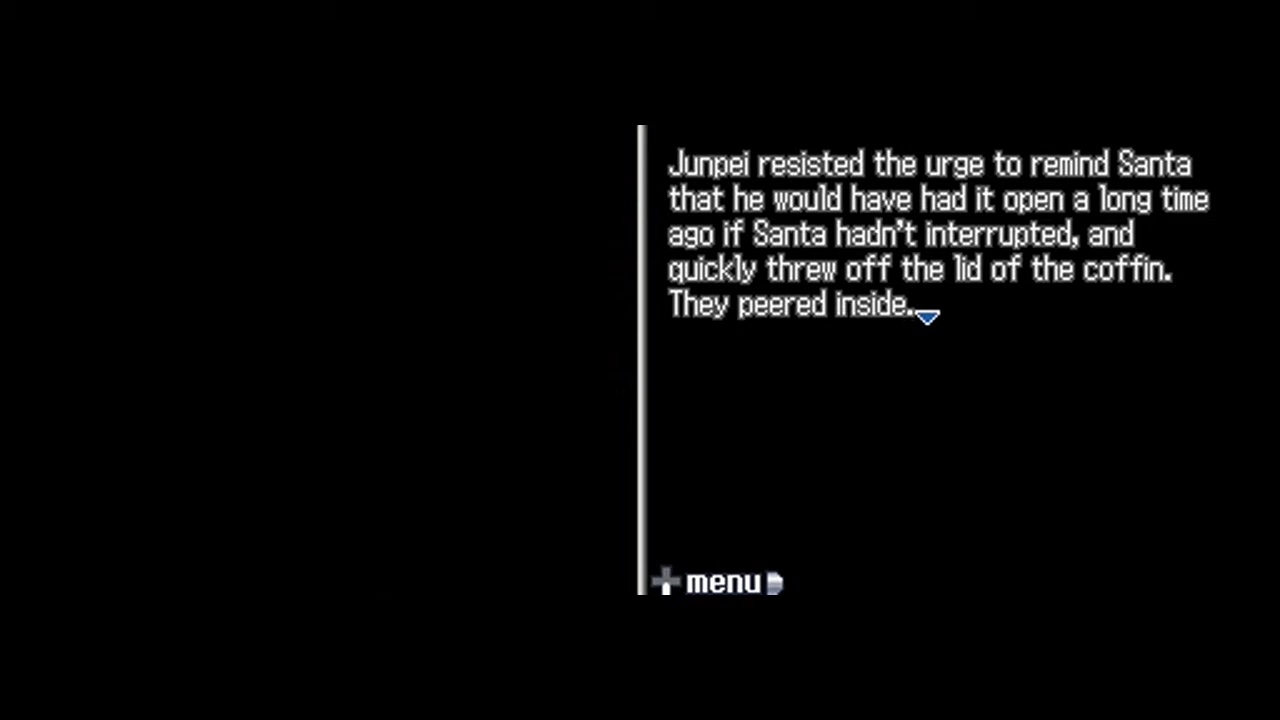 Junpei resisted the urge to remind Santa
that he would have had it open a long time
ago if Santa hadn't interrupted, and
quickly threw off the lid of the coffin.
They peered inside.
menu